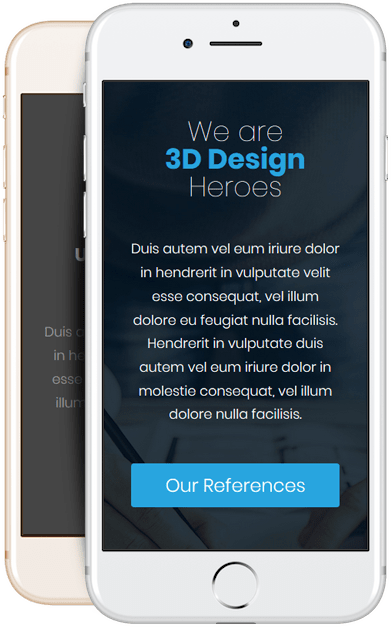 We are
3D Design
Heroes
Duis autem vel eum iriure dolor
in hendrerit in vulputate velit
esse consequat, vel illum
dolore eu feugiat nulla facilisis.
Hendrerit in vulputate duis
autem vel eum iriure dolor in
molestie consequat, vel illum
dolore nulla facilisis.
Our References
Duis
in
illum